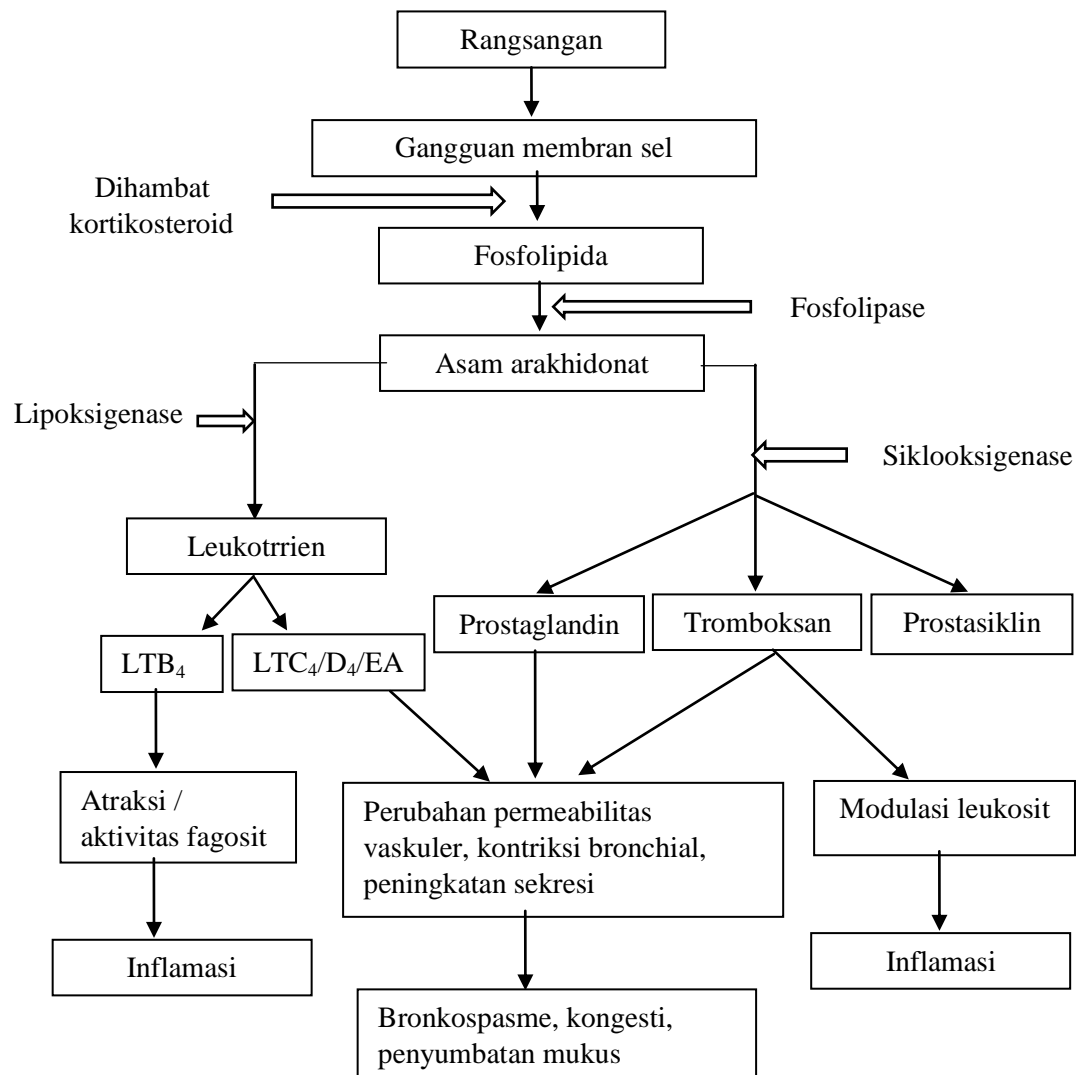 Rangsangan
Gangguan membran sel
Dihambat
kortikosteroid
Fosfolipida
Fosfolipase
Asam arakhidonat
Lipoksigenase
Siklooksigenase
Leukotrrien
Prostaglandin
Tromboksan
Prostasiklin
LTB₄
LTC₄/D₄/EA
Atraksi /
aktivitas fagosit
Perubahan permeabilitas
vaskuler, kontriksi bronchial,
peningkatan sekresi
Modulasi leukosit
Inflamasi
Inflamasi
Bronkospasme, kongesti,
penyumbatan mukus